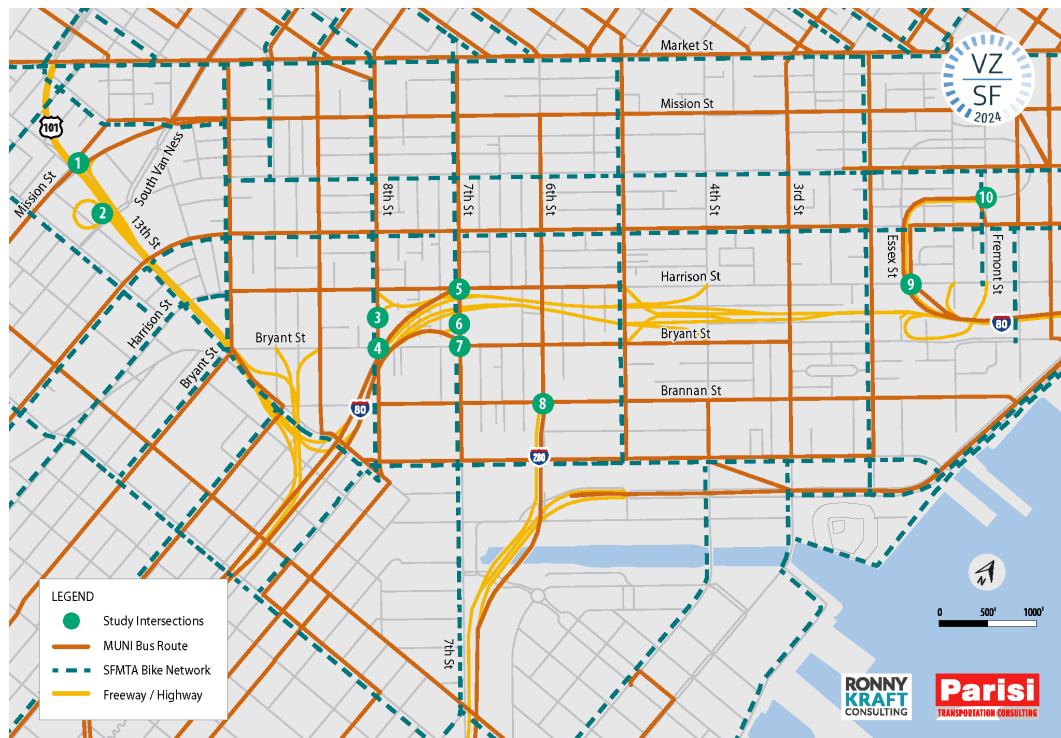 Market St
VZ
SF
2024
Mission St
101
South Van Ness
1
Mission St
2
13th St
8th St
7th St
6th St
4th St
3rd St
10
Essex St
Fremont St
Harrison St
9
5
3
6
80
Harrison St
Bryant St
Bryant St
4
7
Bryant St
Brannan St
80
8
280
7th St
LEGEND
Study Intersections
MUNI Bus Route
SFMTA Bike Network
Freeway / Highway
0 500' 1000'
RONNY
KRAFT
CONSULTING
Parisi
TRANSPORTATION CONSULTING